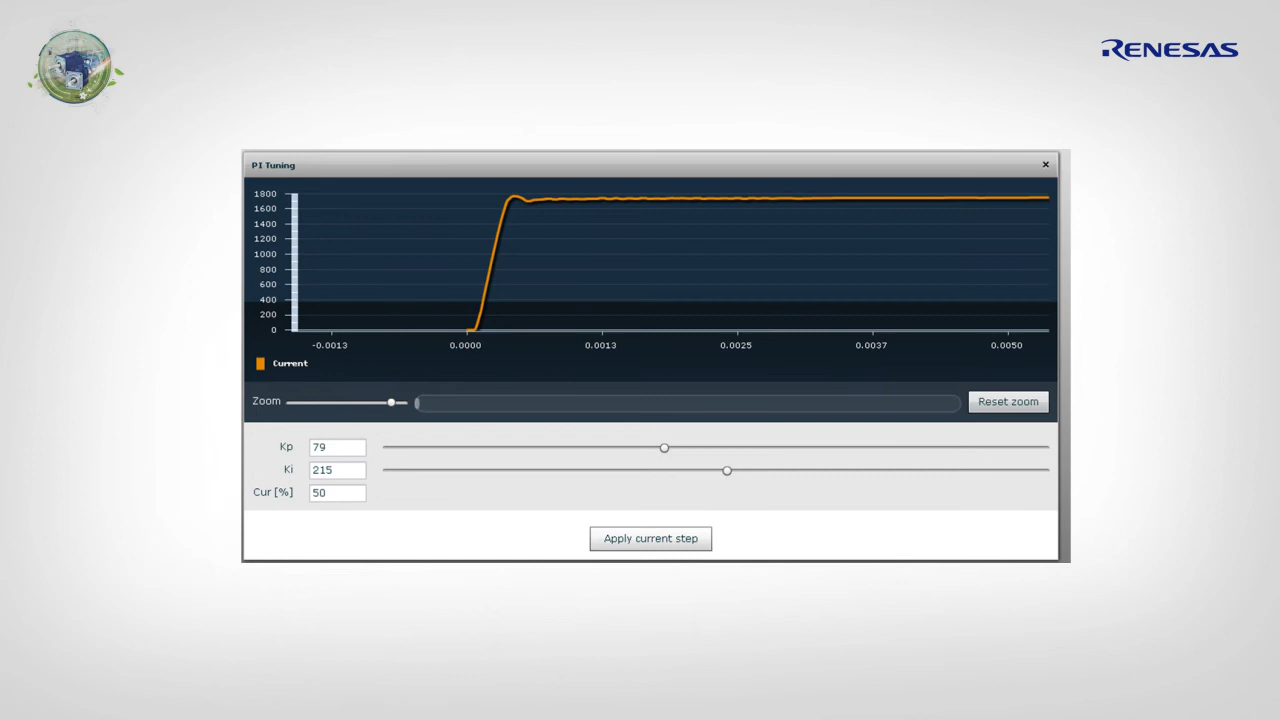 RENESAS
PI Tuning
1800
1600
1400
1200
1000
800
600
400
200
0
-0.0013 0.0000 0.0013 0.0025 0.0037 0.0050
Current
Zoom Reset zoom
Kp 79
Ki 215
Cur [%] 50
Apply current step